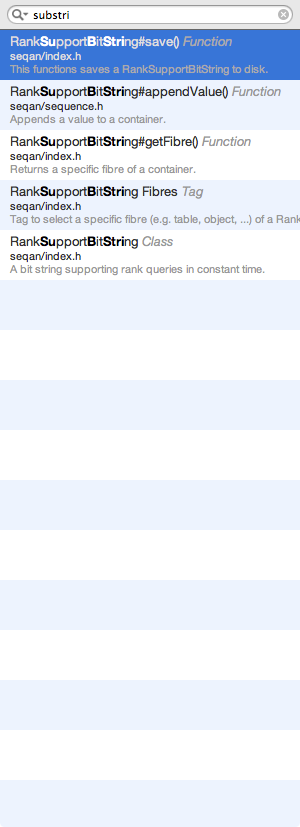 substri
RankSupportBitString#save() Function
seqan/index.h
This functions saves a RankSupportBitString to disk.
RankSupportBitString#appendValue() Function
seqan/sequence.h
Appends a value to a container.
RankSupportBitString#getFibre() Function
seqan/index.h
Returns a specific fibre of a container.
RankSupportBitString Fibres Tag
seqan/index.h
Tag to select a specific fibre (e.g. table, object, ...) of a Rank
RankSupportBitString Class
seqan/index.h
A bit string supporting rank queries in constant time.